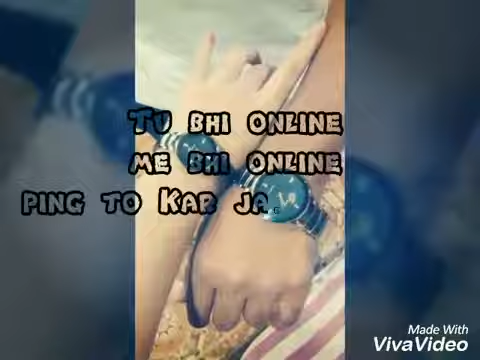 Tu bhi online
me bhi online
ping to Kar ja..
Made With
VivaVideo